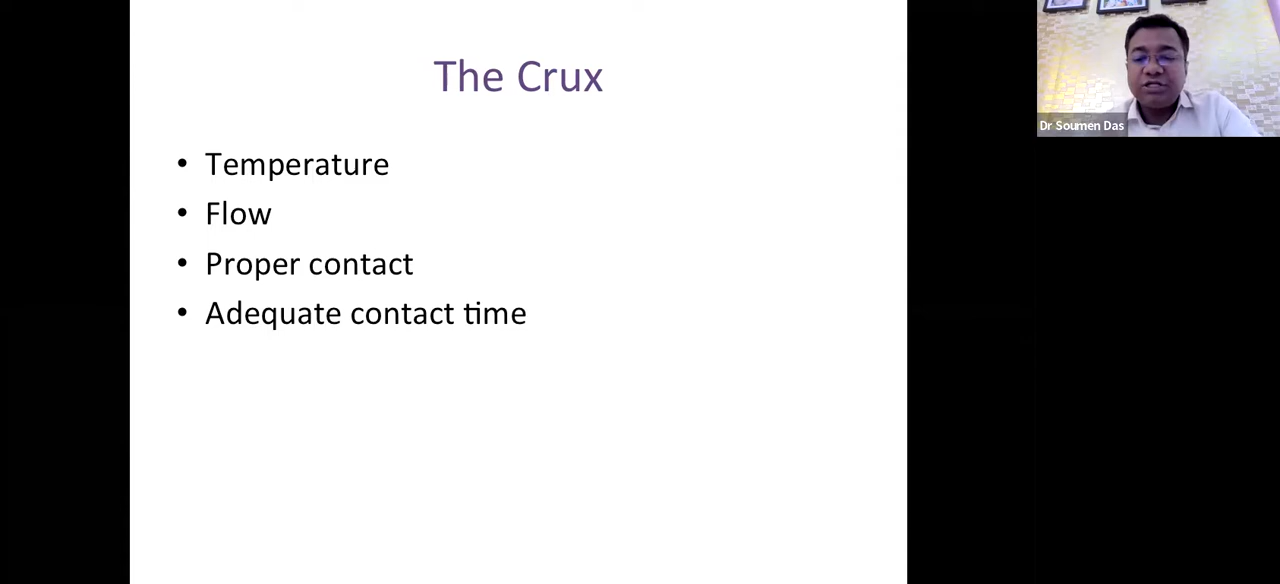 The Crux
• Temperature
• Flow
• Proper contact
• Adequate contact time
Dr Soumen Das